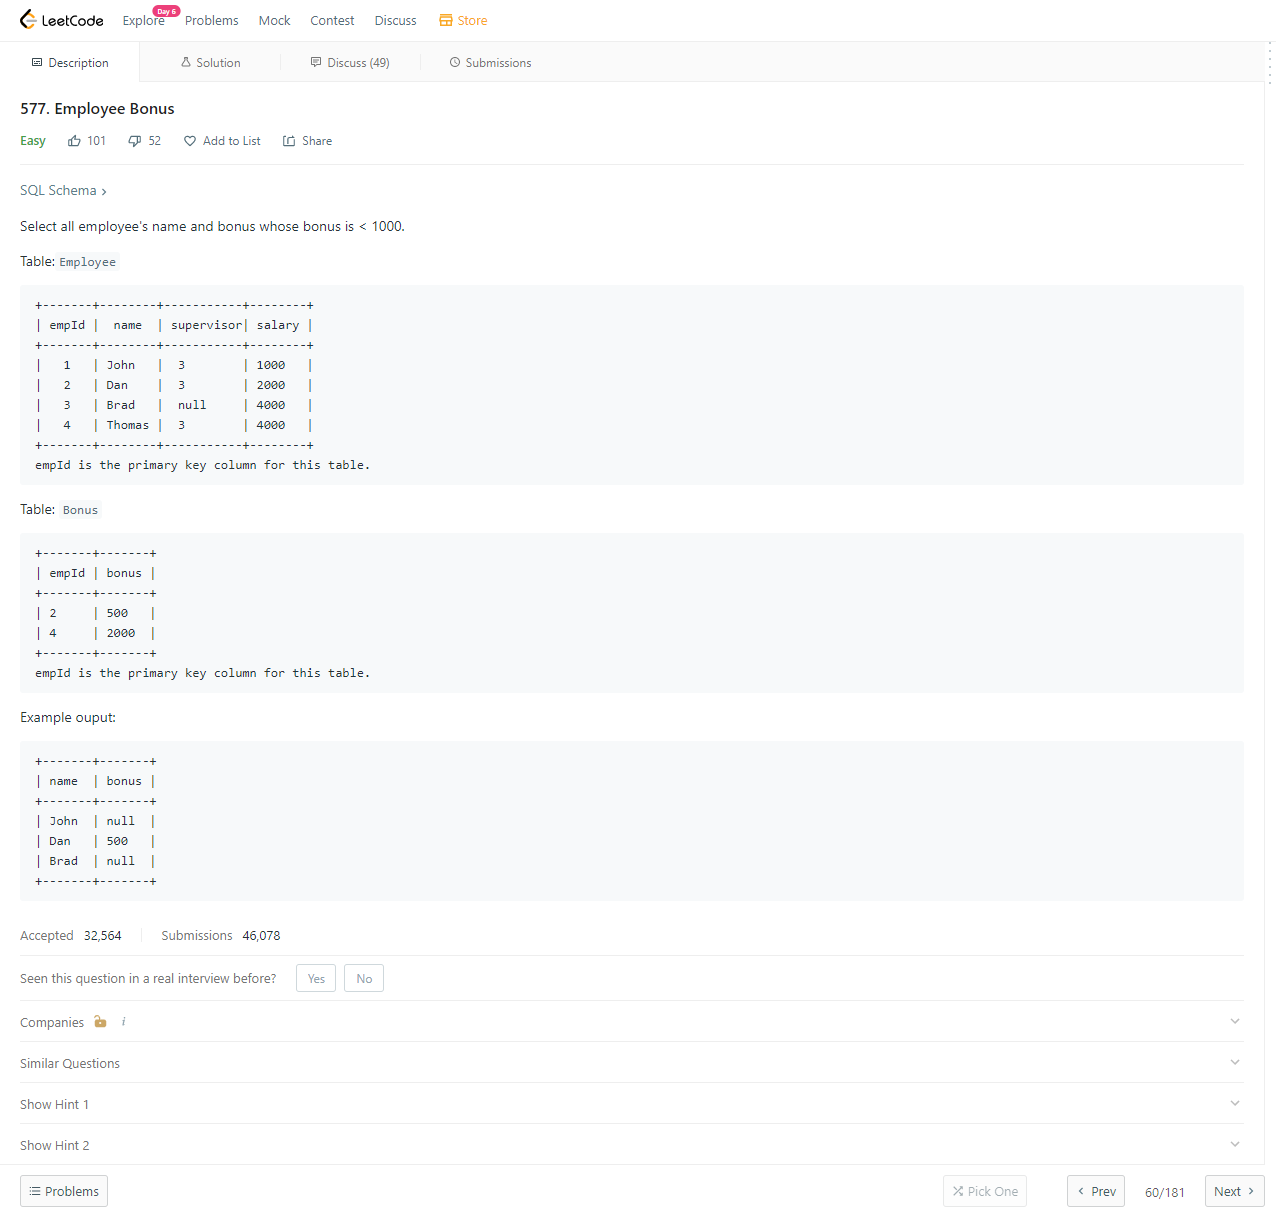 LeetCode Explore Day 6 Problems Mock Contest Discuss Store
Description Solution Discuss (49) Submissions
577. Employee Bonus
Easy 101 52 Add to List Share
SQL Schema ›
Select all employee's name and bonus whose bonus is < 1000.
Table: Employee
+-------+--------+-----------+--------+
| empId |  name  | supervisor| salary |
+-------+--------+-----------+--------+
|   1   | John   |  3        | 1000   |
|   2   | Dan    |  3        | 2000   |
|   3   | Brad   |  null     | 4000   |
|   4   | Thomas |  3        | 4000   |
+-------+--------+-----------+--------+
empId is the primary key column for this table.
Table: Bonus
+-------+-------+
| empId | bonus |
+-------+-------+
| 2     | 500   |
| 4     | 2000  |
+-------+-------+
empId is the primary key column for this table.
Example ouput:
+-------+-------+
| name  | bonus |
+-------+-------+
| John  | null  |
| Dan   | 500   |
| Brad  | null  |
+-------+-------+
Accepted 32,564 Submissions 46,078
Seen this question in a real interview before? Yes No
Companies i
Similar Questions
Show Hint 1
Show Hint 2
Problems Pick One ‹ Prev 60/181 Next ›